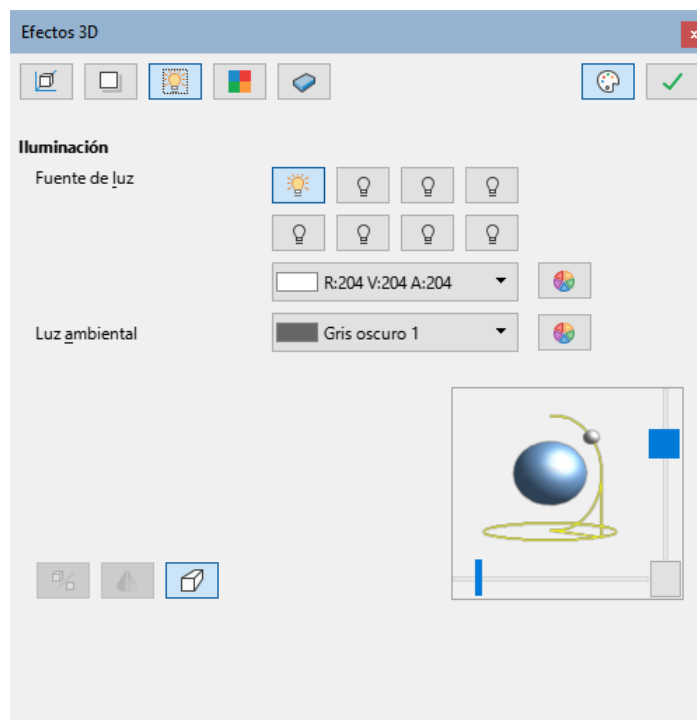 Efectos 3D
Iluminación
Fuente de luz
R:204 V:204 A:204
Luz ambiental
Gris oscuro 1